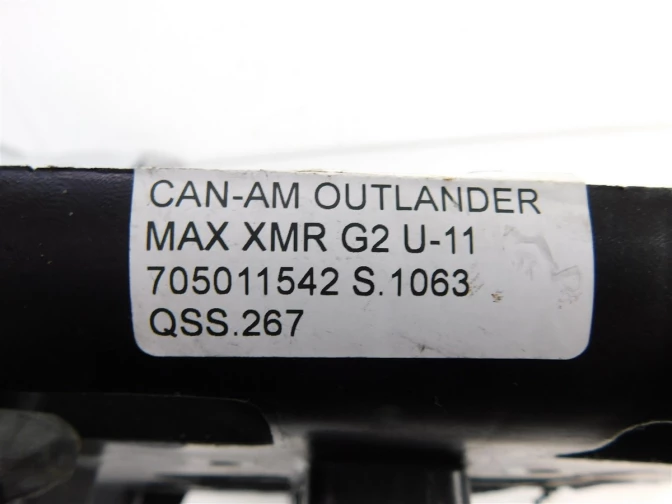 CAN-AM OUTLANDER
MAX XMR G2 U-11
705011542 S.1063
QSS.267